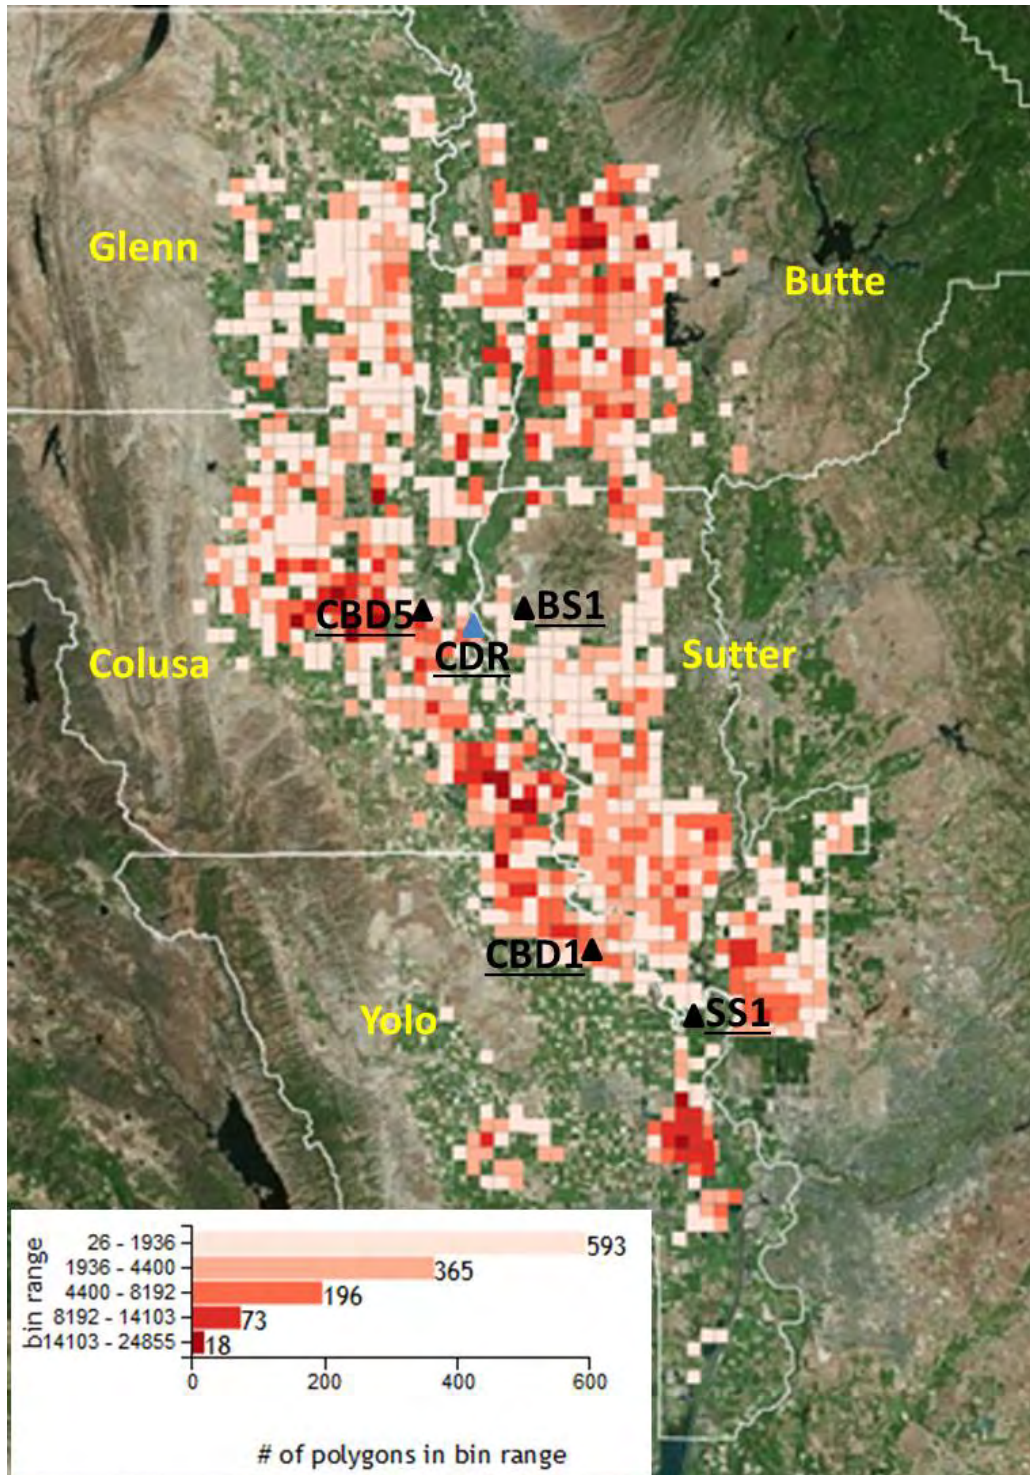 Glenn
Butte
CBD5
BS1
CDR
Colusa
Sutter
CBD1
SS1
Yolo
bin range
26 - 1936
593
1936 - 4400
365
4400 - 8192
196
8192 - 14103
73
14103 - 24855
18
0
200
400
600
# of polygons in bin range